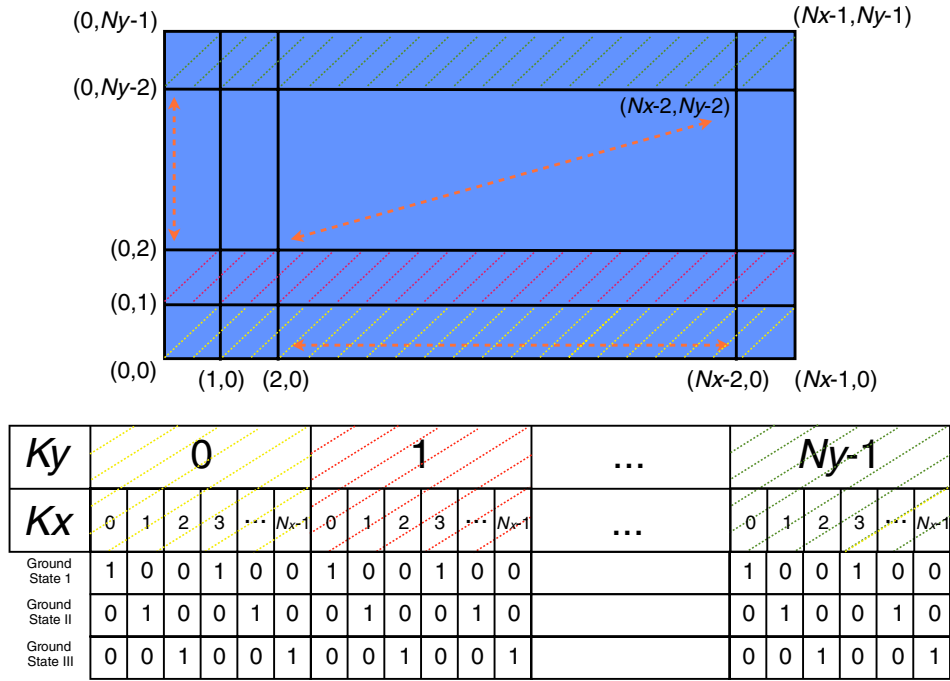 (0,Ny-1) (Nx-1,Ny-1)
(0,Ny-2)
(Nx-2,Ny-2)
(0,2)
(0,1)
(0,0)
(1,0) (2,0) (Nx-2,0) (Nx-1,0)
Ky 0 1 ... Ny-1
Kx 0 1 2 3 ... Nx-1 0 1 2 3 ... Nx-1 ... 0 1 2 3 ... Nx-1
Ground
State 1 1 0 0 1 0 0 1 0 0 1 0 0 1 0 0 1 0 0
Ground
State II 0 1 0 0 1 0 0 1 0 0 1 0 0 1 0 0 1 0
Ground
State III 0 0 1 0 0 1 0 0 1 0 0 1 0 0 1 0 0 1